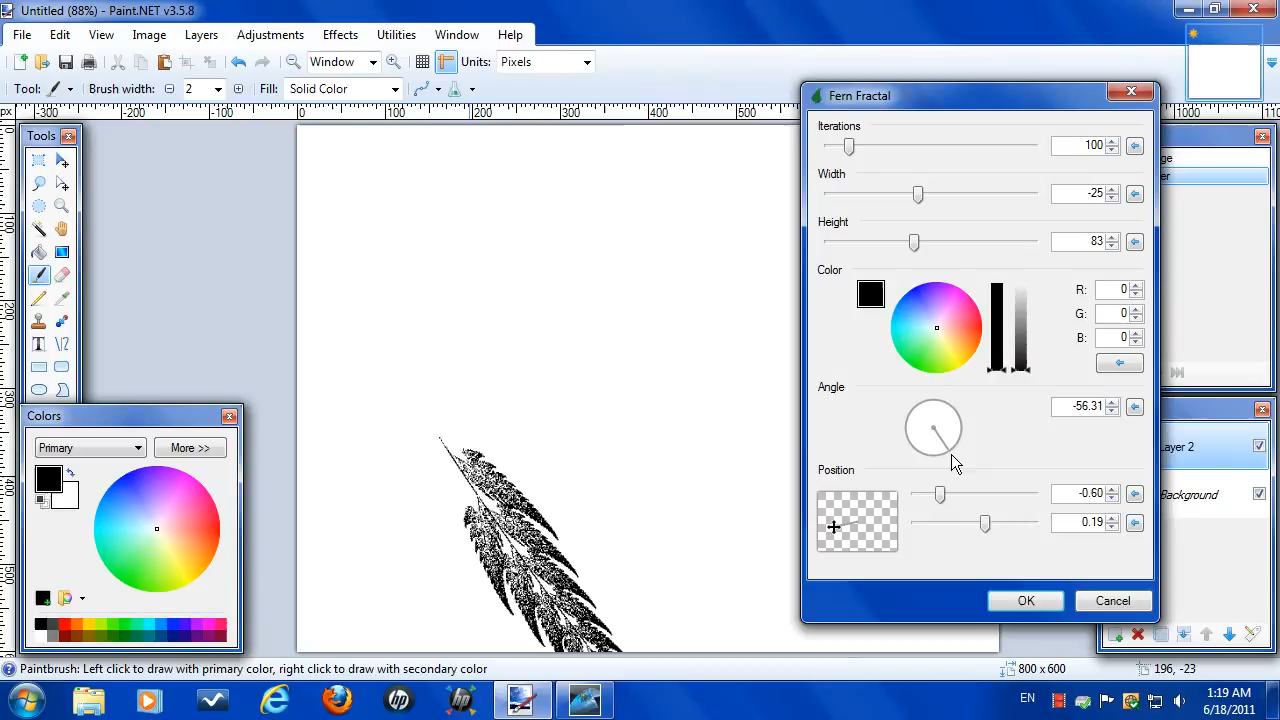 Untitled (88%) - Paint.NET v3.5.8
File Edit View Image Layers Adjustments Effects Utilities Window Help
Window Units: Pixels
Tool: Brush width: 2 Fill: Solid Color
px -300 -200 -100 0 100 200 300 400 500 1000
Tools
Fern Fractal
Iterations
100
Width
-25
Height
83
Color
R: 0
G: 0
B: 0
Angle
-56.31
Position
-0.60
0.19
OK Cancel
Colors
Primary More >>
ge
er
ayer 2
Background
Paintbrush: Left click to draw with primary color, right click to draw with secondary color
800 x 600 196, -23
EN
1:19 AM
6/18/2011